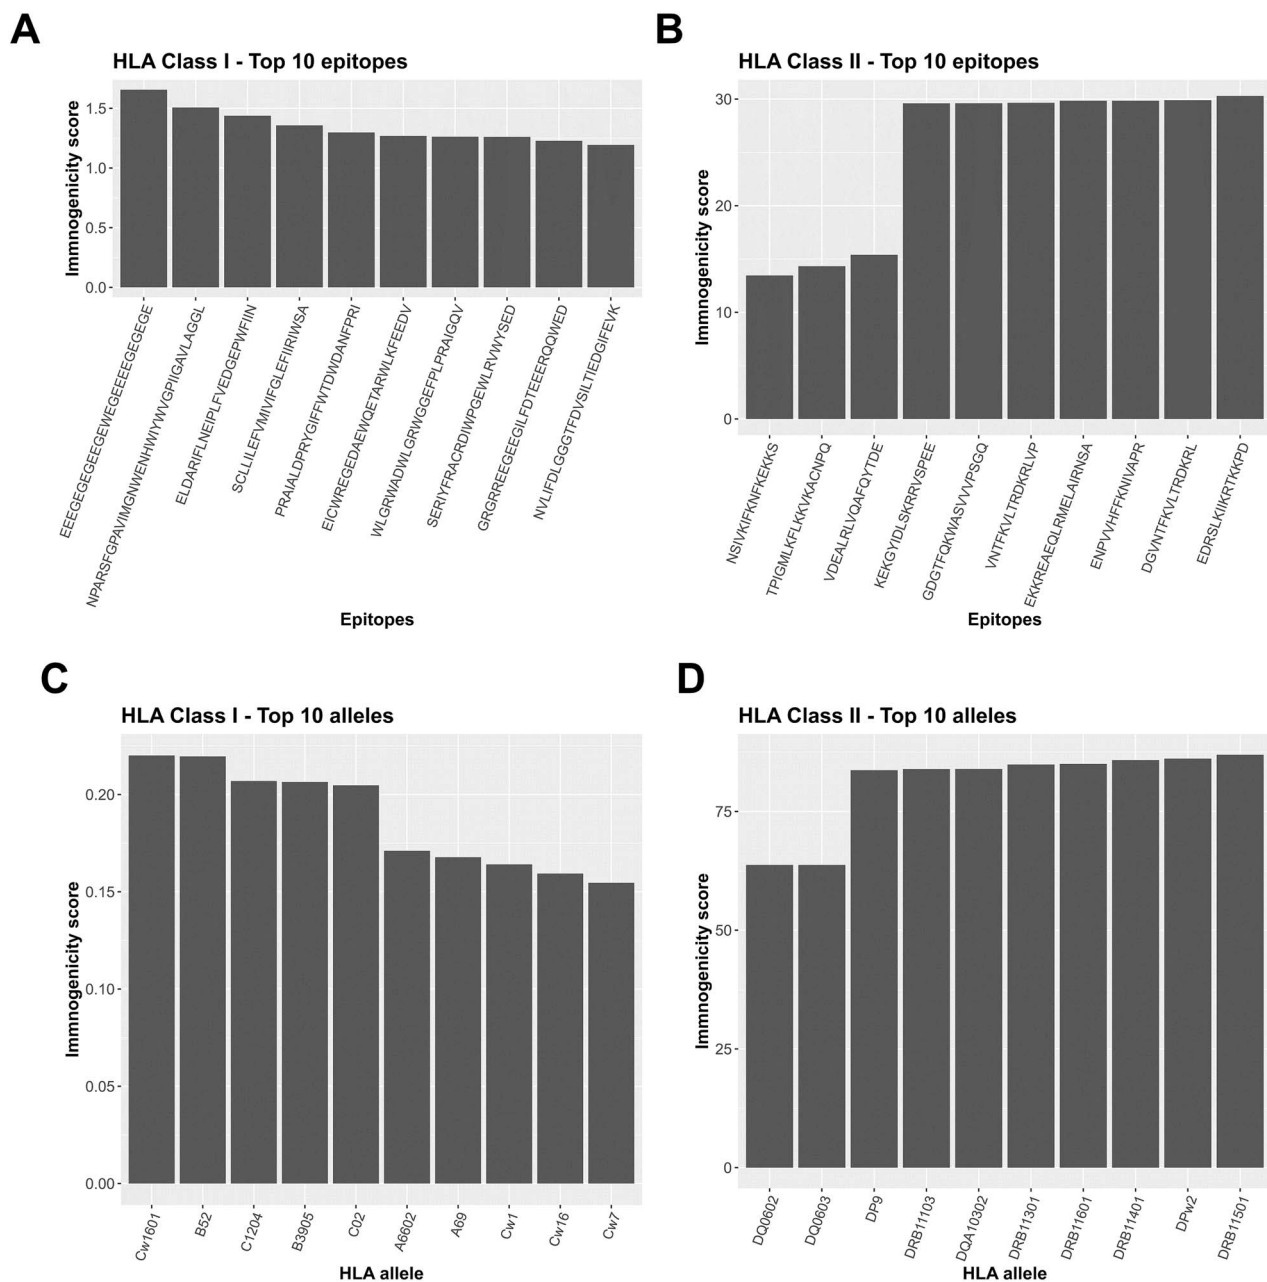 A
HLA Class I - Top 10 epitopes
Immnogenicity score
1.5
1.0
0.5
0.0
EEEGEGEGEEGEWEGEEEEGEGEGE
NPARSFGPAVIMGNWENHWIYWVGPIIGAVLAGGL
ELDARIFLNEIPLFVEDGEPWFIIN
SCLLILEFVMIVIFGLEFIIRIWSA
PRAIALDPRYGIFFWTDWDANFPRI
EICWREGEDAEWQETARWLKFEEDV
WLGRWADWLGRWGGEFPLPRAIGQV
SERIYFRACRDIWPGEWLRVWYSED
GRGRREEGEEGILFDTEEERQQWED
NVLIFDLGGGTFDVSILTIEDGIFEVK
Epitopes
B
HLA Class II - Top 10 epitopes
Immnogenicity score
30
20
10
0
NSIVKIFKNFKEKKS
TPIGMLKFLKKVKACNPQ
VDEALRLVQAFQYTDE
KEKGYIDLSKRRVSPEE
GDGTFQKWASVVVPSGQ
VNTFKVLTRDKRLVP
EKKREAEQLRMELAIRNSA
ENPVVHFFKNIVAPR
DGVNTFKVLTRDKRL
EDRSLKIIKRTKKPD
Epitopes
C
HLA Class I - Top 10 alleles
Immnogenicity score
0.20
0.15
0.10
0.05
0.00
Cw1601
B52
C1204
B3905
C02
A6602
A69
Cw1
Cw16
Cw7
HLA allele
D
HLA Class II - Top 10 alleles
Immnogenicity score
75
50
25
0
DQ0602
DQ0603
DP9
DRB11103
DQA10302
DRB11301
DRB11601
DRB11401
DPw2
DRB11501
HLA allele